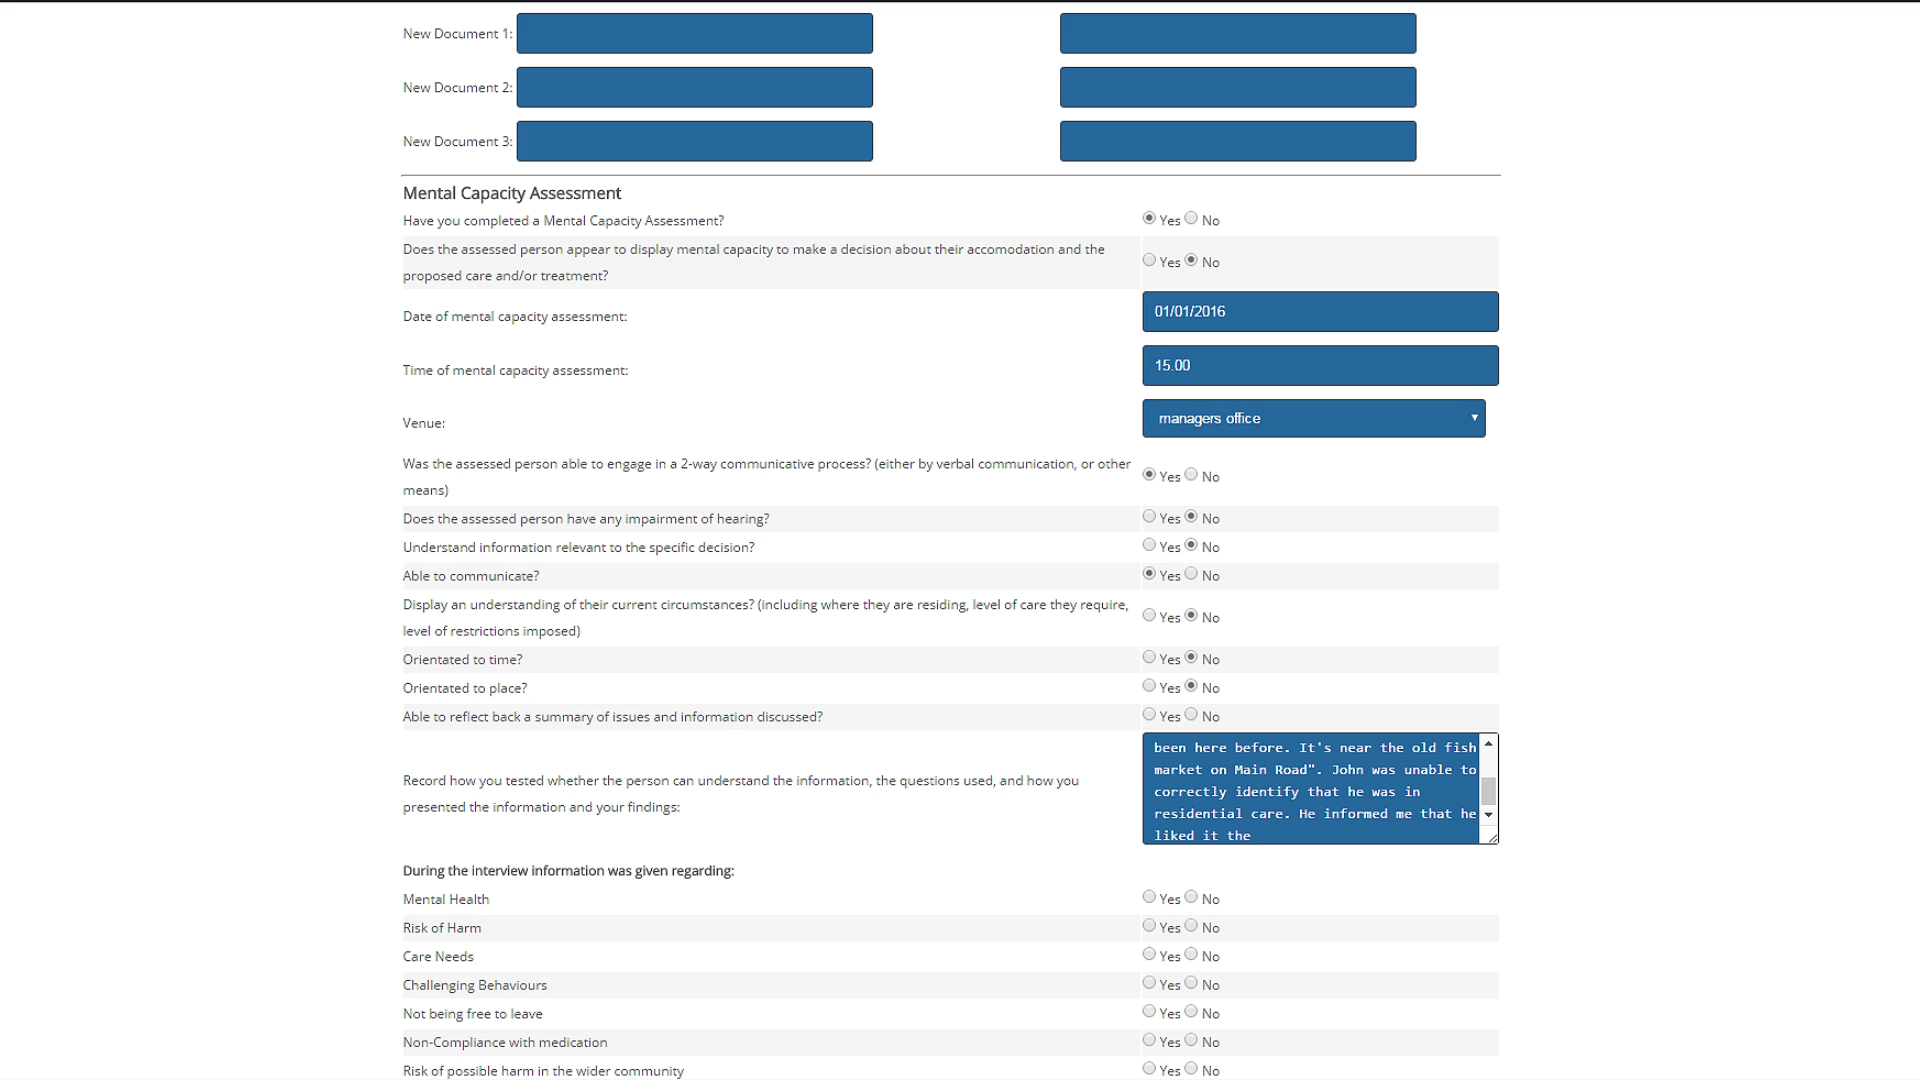 New Document 1:
New Document 2:
New Document 3:
Mental Capacity Assessment
Have you completed a Mental Capacity Assessment? Yes No
Does the assessed person appear to display mental capacity to make a decision about their accomodation and the
proposed care and/or treatment? Yes No
Date of mental capacity assessment: 01/01/2016
Time of mental capacity assessment: 15.00
Venue: managers office
Was the assessed person able to engage in a 2-way communicative process? (either by verbal communication, or other
means) Yes No
Does the assessed person have any impairment of hearing? Yes No
Understand information relevant to the specific decision? Yes No
Able to communicate? Yes No
Display an understanding of their current circumstances? (including where they are residing, level of care they require,
level of restrictions imposed) Yes No
Orientated to time? Yes No
Orientated to place? Yes No
Able to reflect back a summary of issues and information discussed? Yes No
Record how you tested whether the person can understand the information, the questions used, and how you
presented the information and your findings:
been here before. It's near the old fish
market on Main Road". John was unable to
correctly identify that he was in
residential care. He informed me that he
liked it the
During the interview information was given regarding:
Mental Health Yes No
Risk of Harm Yes No
Care Needs Yes No
Challenging Behaviours Yes No
Not being free to leave Yes No
Non-Compliance with medication Yes No
Risk of possible harm in the wider community Yes No